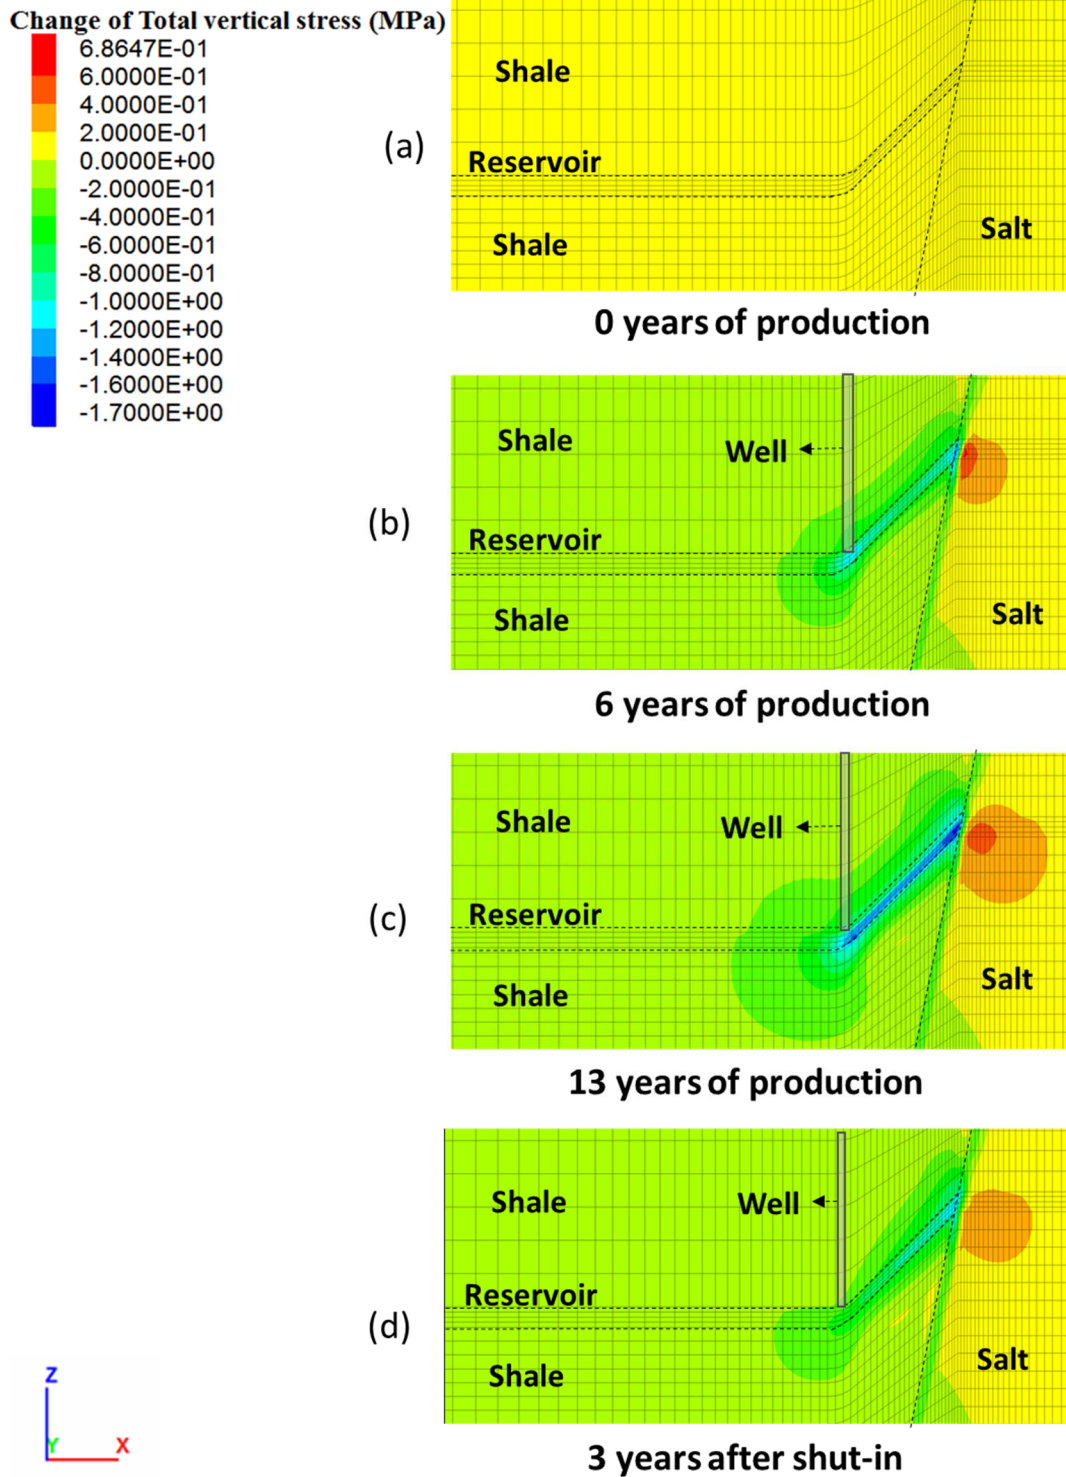 Change of Total vertical stress (MPa)
6.8647E-01
6.0000E-01
4.0000E-01
2.0000E-01
0.0000E+00
-2.0000E-01
-4.0000E-01
-6.0000E-01
-8.0000E-01
-1.0000E+00
-1.2000E+00
-1.4000E+00
-1.6000E+00
-1.7000E+00
(a)
Shale
Reservoir
Shale
Salt
0 years of production
(b)
Shale
Well
Reservoir
Shale
Salt
6 years of production
(c)
Shale
Well
Reservoir
Shale
Salt
13 years of production
(d)
Shale
Well
Reservoir
Shale
Salt
3 years after shut-in
Z
Y
X